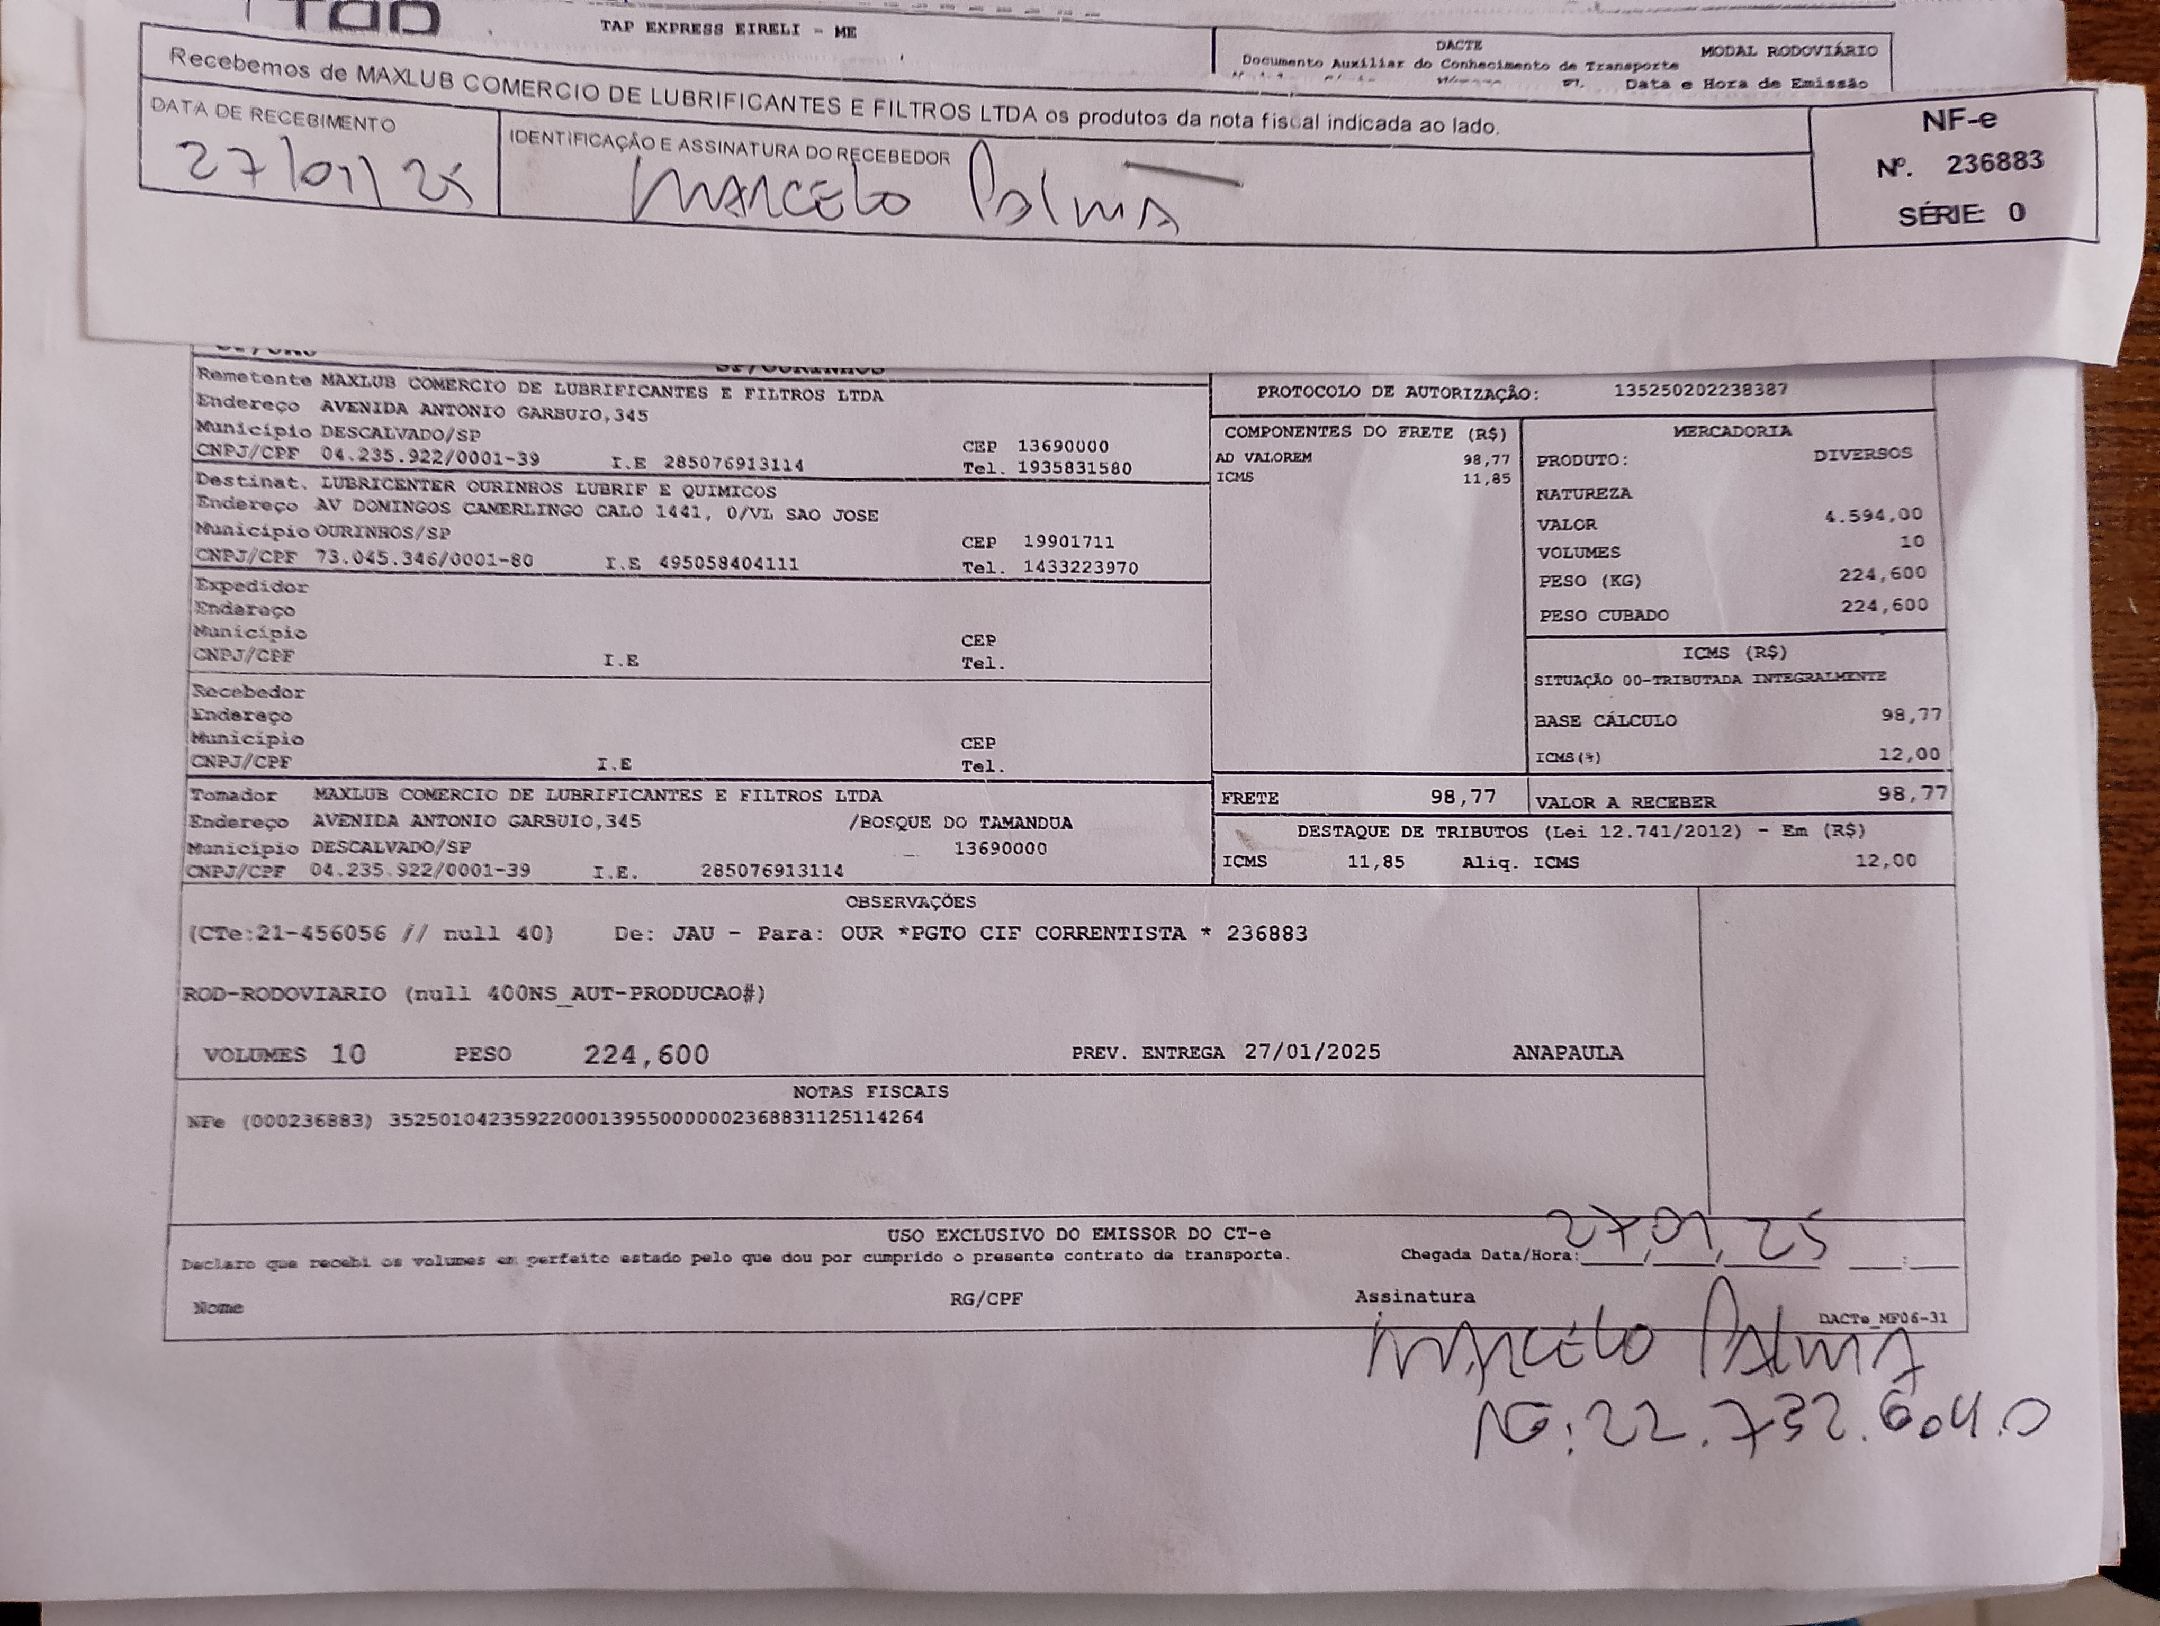 TAP EXPRESS EIRELI - ME
DACTE MODAL RODOVIÁRIO
Documento Auxiliar do Conhecimento de Transporte
Data e Hora de Emissão
Recebemos de MAXLUB COMERCIO DE LUBRIFICANTES E FILTROS LTDA os produtos da nota fiscal indicada ao lado.
DATA DE RECEBIMENTO
27/01/25
IDENTIFICAÇÃO E ASSINATURA DO RECEBEDOR
MARCELO PALMA
NF-e
Nº. 236883
SÉRIE: 0
SP/OURINHOS
Remetente MAXLUB COMERCIO DE LUBRIFICANTES E FILTROS LTDA
Endereço AVENIDA ANTONIO GARBUIO,345
Município DESCALVADO/SP CEP 13690000
CNPJ/CPF 04.235.922/0001-39 I.E 285076913114 Tel. 1935831580
Destinat. LUBRICENTER OURINHOS LUBRIF E QUIMICOS
Endereço AV DOMINGOS CAMERLINGO CALO 1441, 0/VL SAO JOSE
Município OURINHOS/SP CEP 19901711
CNPJ/CPF 73.045.346/0001-80 I.E 495058404111 Tel. 1433223970
Expedidor
Endereço
Município CEP
CNPJ/CPF I.E Tel.
Recebedor
Endereço
Município CEP
CNPJ/CPF I.E Tel.
Tomador MAXLUB COMERCIO DE LUBRIFICANTES E FILTROS LTDA
Endereço AVENIDA ANTONIO GARBUIO,345 /BOSQUE DO TAMANDUA
Município DESCALVADO/SP 13690000
CNPJ/CPF 04.235.922/0001-39 I.E. 285076913114
PROTOCOLO DE AUTORIZAÇÃO: 135250202238387
COMPONENTES DO FRETE (R$)
AD VALOREM 98,77
ICMS 11,85
MERCADORIA
PRODUTO: DIVERSOS
NATUREZA
VALOR 4.594,00
VOLUMES 10
PESO (KG) 224,600
PESO CUBADO 224,600
ICMS (R$)
SITUAÇÃO 00-TRIBUTADA INTEGRALMENTE
BASE CÁLCULO 98,77
ICMS(%) 12,00
FRETE 98,77 VALOR A RECEBER 98,77
DESTAQUE DE TRIBUTOS (Lei 12.741/2012) - Em (R$)
ICMS 11,85 Aliq. ICMS 12,00
OBSERVAÇÕES
(CTe:21-456056 // null 40) De: JAU - Para: OUR *PGTO CIF CORRENTISTA * 236883
ROD-RODOVIARIO (null 400NS_AUT-PRODUCAO#)
VOLUMES 10 PESO 224,600 PREV. ENTREGA 27/01/2025 ANAPAULA
NOTAS FISCAIS
NFe (000236883) 35250104235922000139550000002368831125114264
USO EXCLUSIVO DO EMISSOR DO CT-e
Declaro que recebi os volumes em perfeito estado pelo que dou por cumprido o presente contrato de transporte.
Chegada Data/Hora: 27/01/25
Nome RG/CPF Assinatura
DACTe_MF06-31
MARCELO PALMA
RG:22.732.604.0